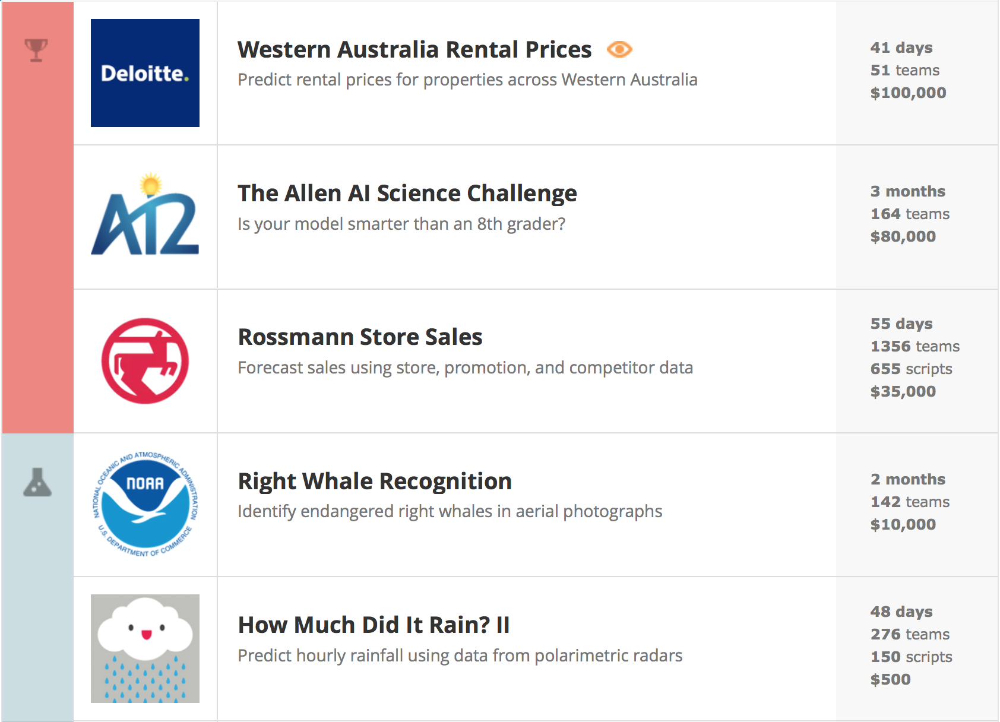 Deloitte.
Western Australia Rental Prices
Predict rental prices for properties across Western Australia
41 days
51 teams
$100,000
AI2
The Allen AI Science Challenge
Is your model smarter than an 8th grader?
3 months
164 teams
$80,000
Rossmann Store Sales
Forecast sales using store, promotion, and competitor data
55 days
1356 teams
655 scripts
$35,000
NATIONAL OCEANIC AND ATMOSPHERIC ADMINISTRATION
NOAA
U.S. DEPARTMENT OF COMMERCE
Right Whale Recognition
Identify endangered right whales in aerial photographs
2 months
142 teams
$10,000
How Much Did It Rain? II
Predict hourly rainfall using data from polarimetric radars
48 days
276 teams
150 scripts
$500